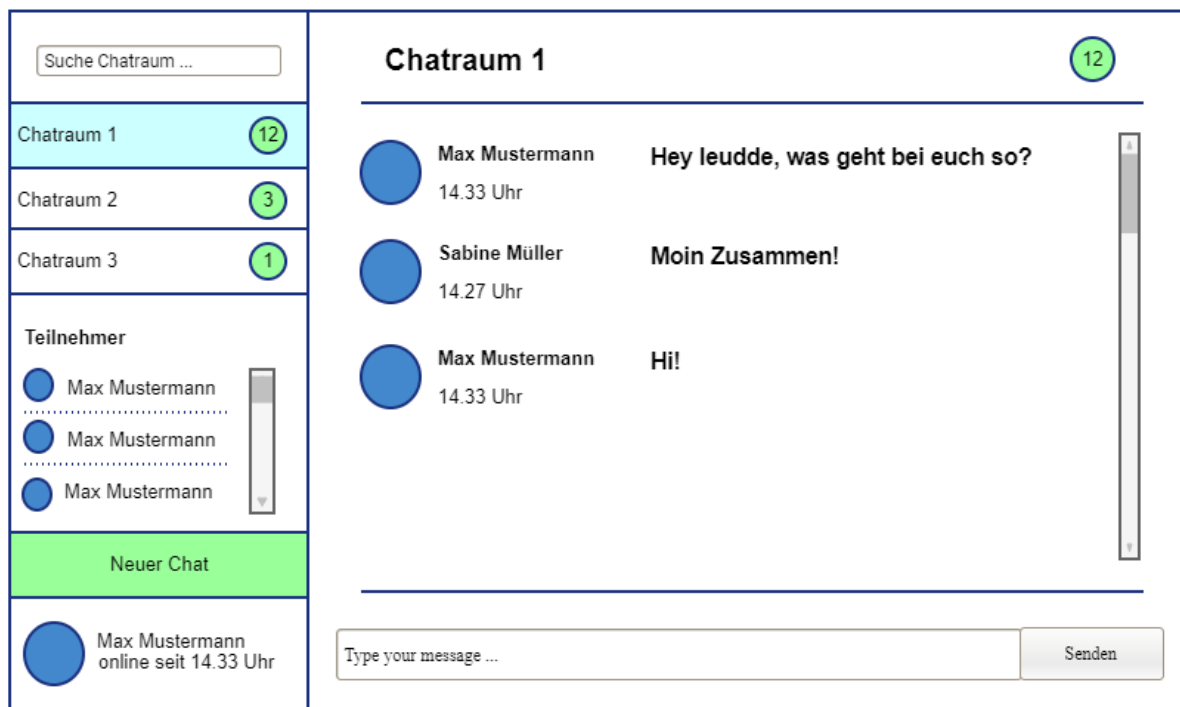 Suche Chatraum ...
Chatraum 1
12
Chatraum 2
3
Chatraum 3
1
Teilnehmer
Max Mustermann
Max Mustermann
Max Mustermann
Neuer Chat
Max Mustermann
online seit 14.33 Uhr
Chatraum 1
12
Max Mustermann
14.33 Uhr
Hey leudde, was geht bei euch so?
Sabine Müller
14.27 Uhr
Moin Zusammen!
Max Mustermann
14.33 Uhr
Hi!
Type your message ...
Senden